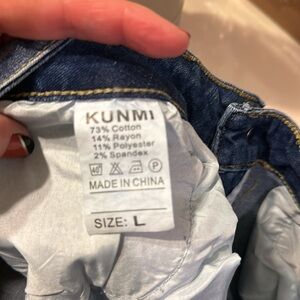 KUNMI
73% Cotton
14% Rayon
11% Polyester
2% Spandex
MADE IN CHINA
SIZE: L